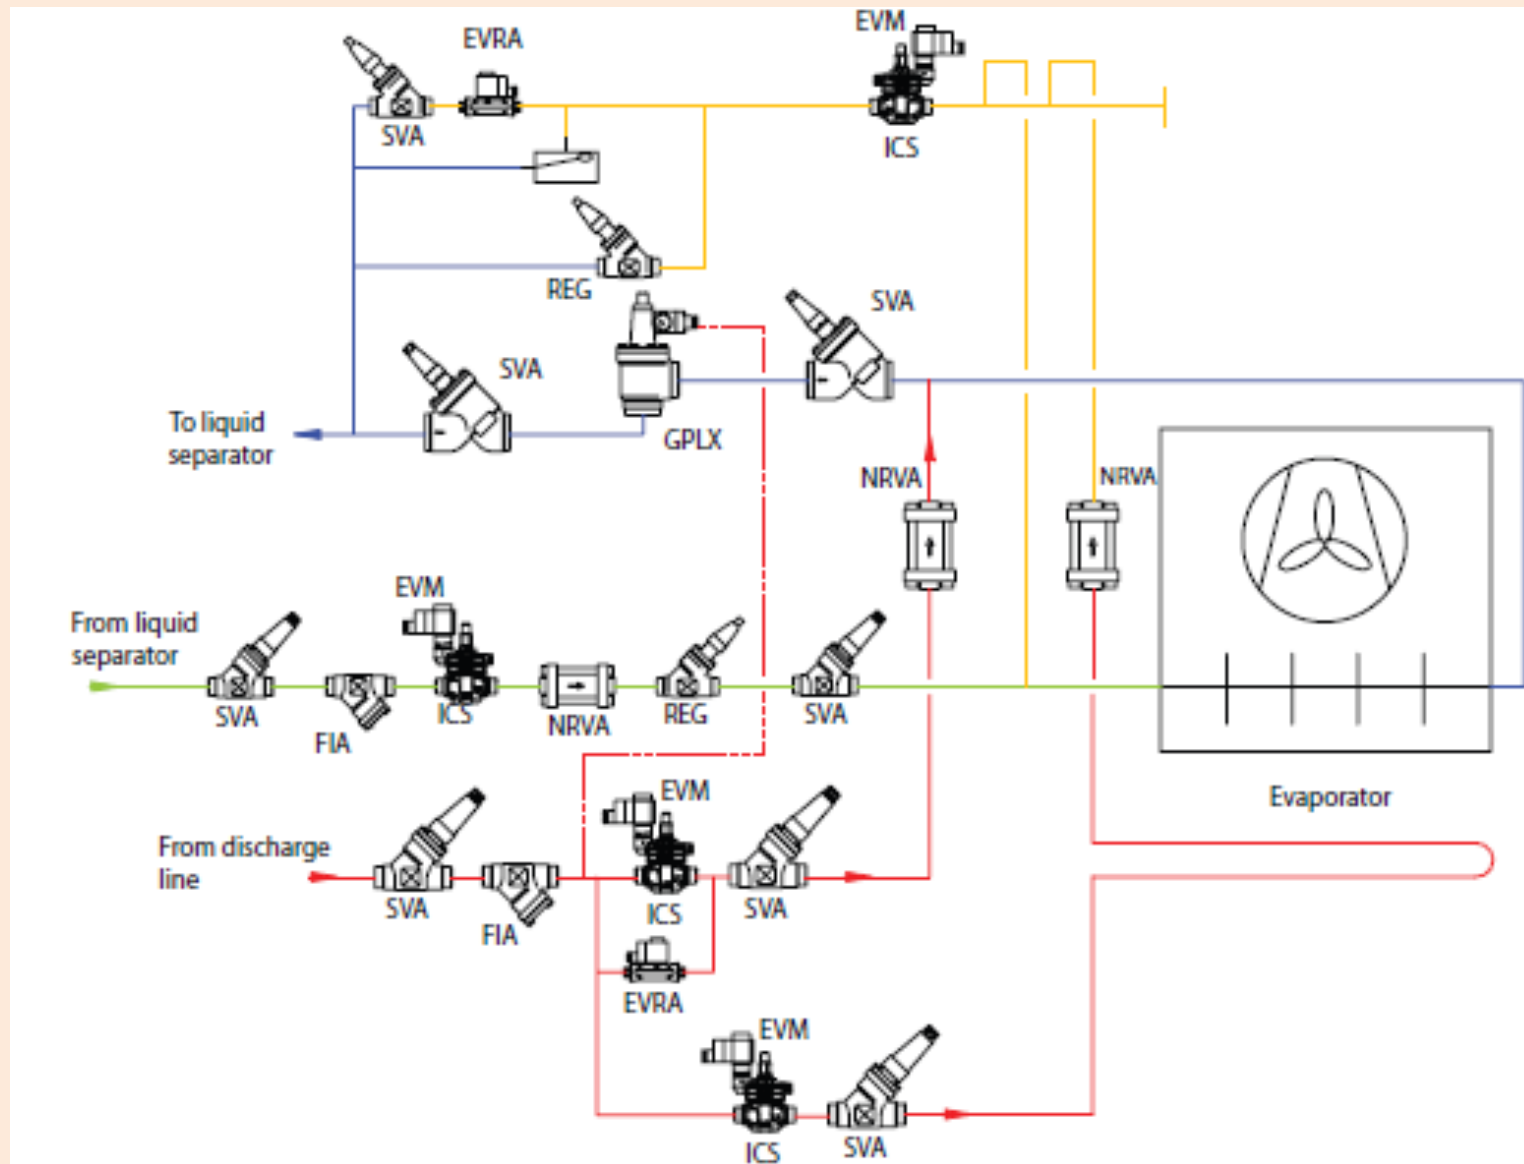 EVM
EVRA
SVA
ICS
REG
SVA
SVA
To liquid
separator
GPLX
NRVA
NRVA
EVM
From liquid
separator
SVA
FIA
ICS
NRVA
REG
SVA
EVM
Evaporator
From discharge
line
SVA
FIA
ICS
SVA
EVRA
EVM
ICS
SVA